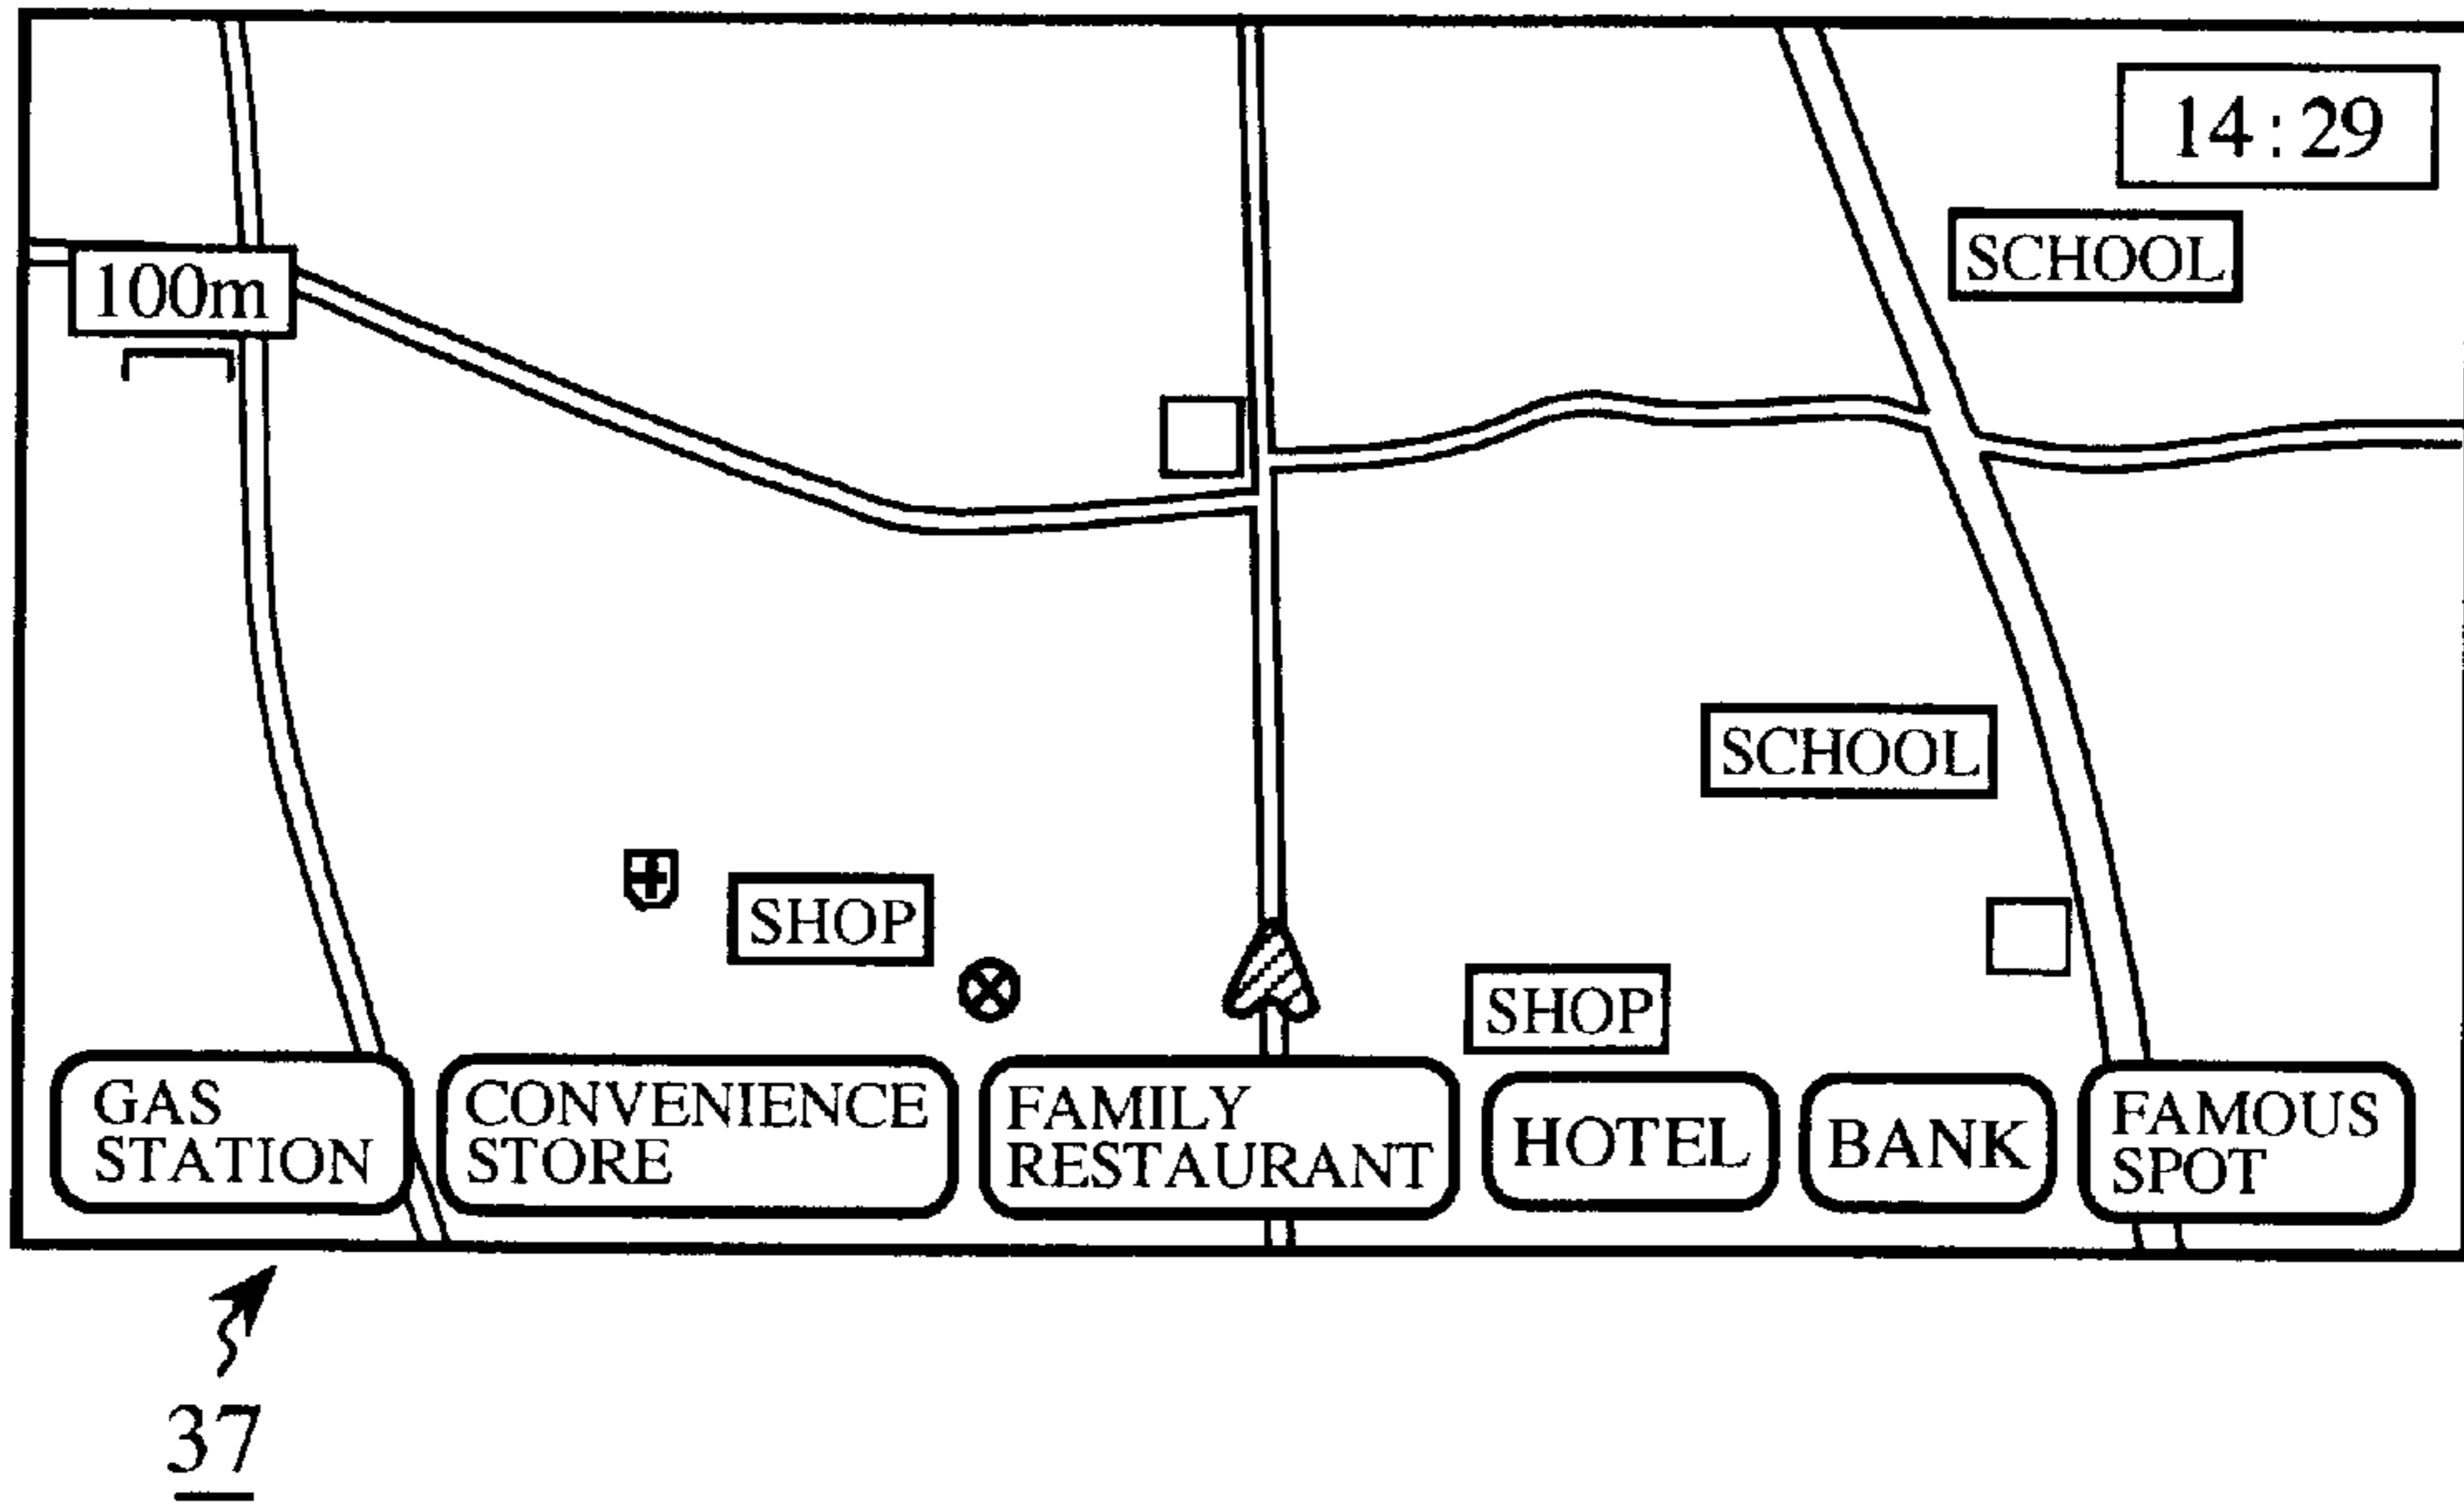 14:29
SCHOOL
100m
SCHOOL
SHOP
SHOP
GAS
STATION
CONVENIENCE
STORE
FAMILY
RESTAURANT
HOTEL
BANK
FAMOUS
SPOT
37